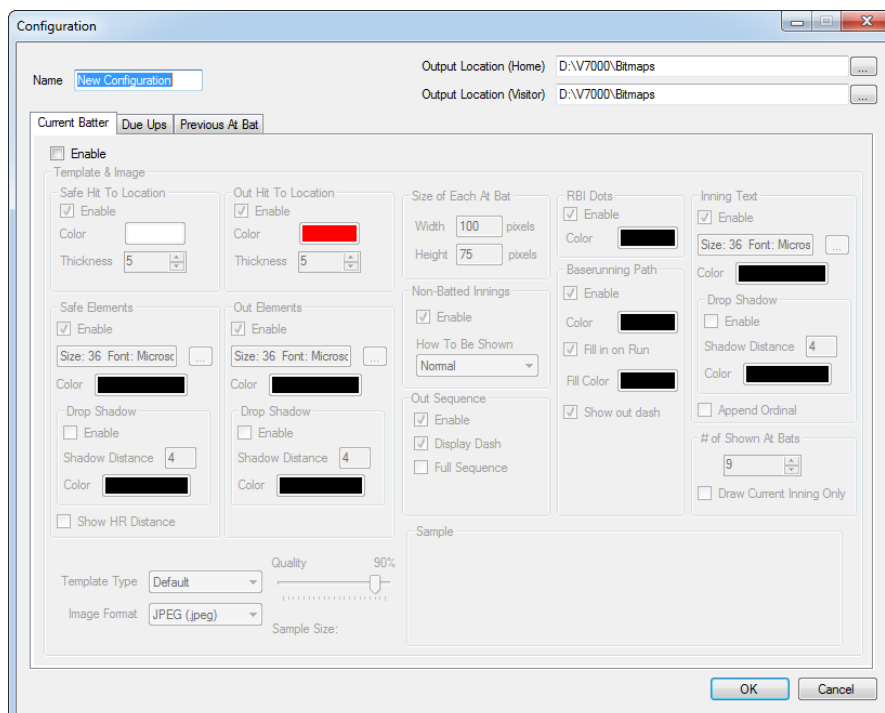 Configuration
Name New Configuration
Output Location (Home) D:\V7000\Bitmaps ...
Output Location (Visitor) D:\V7000\Bitmaps ...
Current Batter Due Ups Previous At Bat
Enable
Template & Image
Safe Hit To Location
Enable
Color
Thickness 5
Out Hit To Location
Enable
Color
Thickness 5
Size of Each At Bat
Width 100 pixels
Height 75 pixels
RBI Dots
Enable
Color
Inning Text
Enable
Size: 36 Font: Micros ...
Color
Drop Shadow
Enable
Shadow Distance 4
Color
Append Ordinal
Safe Elements
Enable
Size: 36 Font: Microsc ...
Color
Drop Shadow
Enable
Shadow Distance 4
Color
Show HR Distance
Out Elements
Enable
Size: 36 Font: Microsc ...
Color
Drop Shadow
Enable
Shadow Distance 4
Color
Non-Batted Innings
Enable
How To Be Shown
Normal
Out Sequence
Enable
Display Dash
Full Sequence
Baserunning Path
Enable
Color
Fill in on Run
Fill Color
Show out dash
# of Shown At Bats
9
Draw Current Inning Only
Template Type Default
Image Format JPEG (.jpeg)
Quality 90%
Sample Size:
Sample
OK Cancel